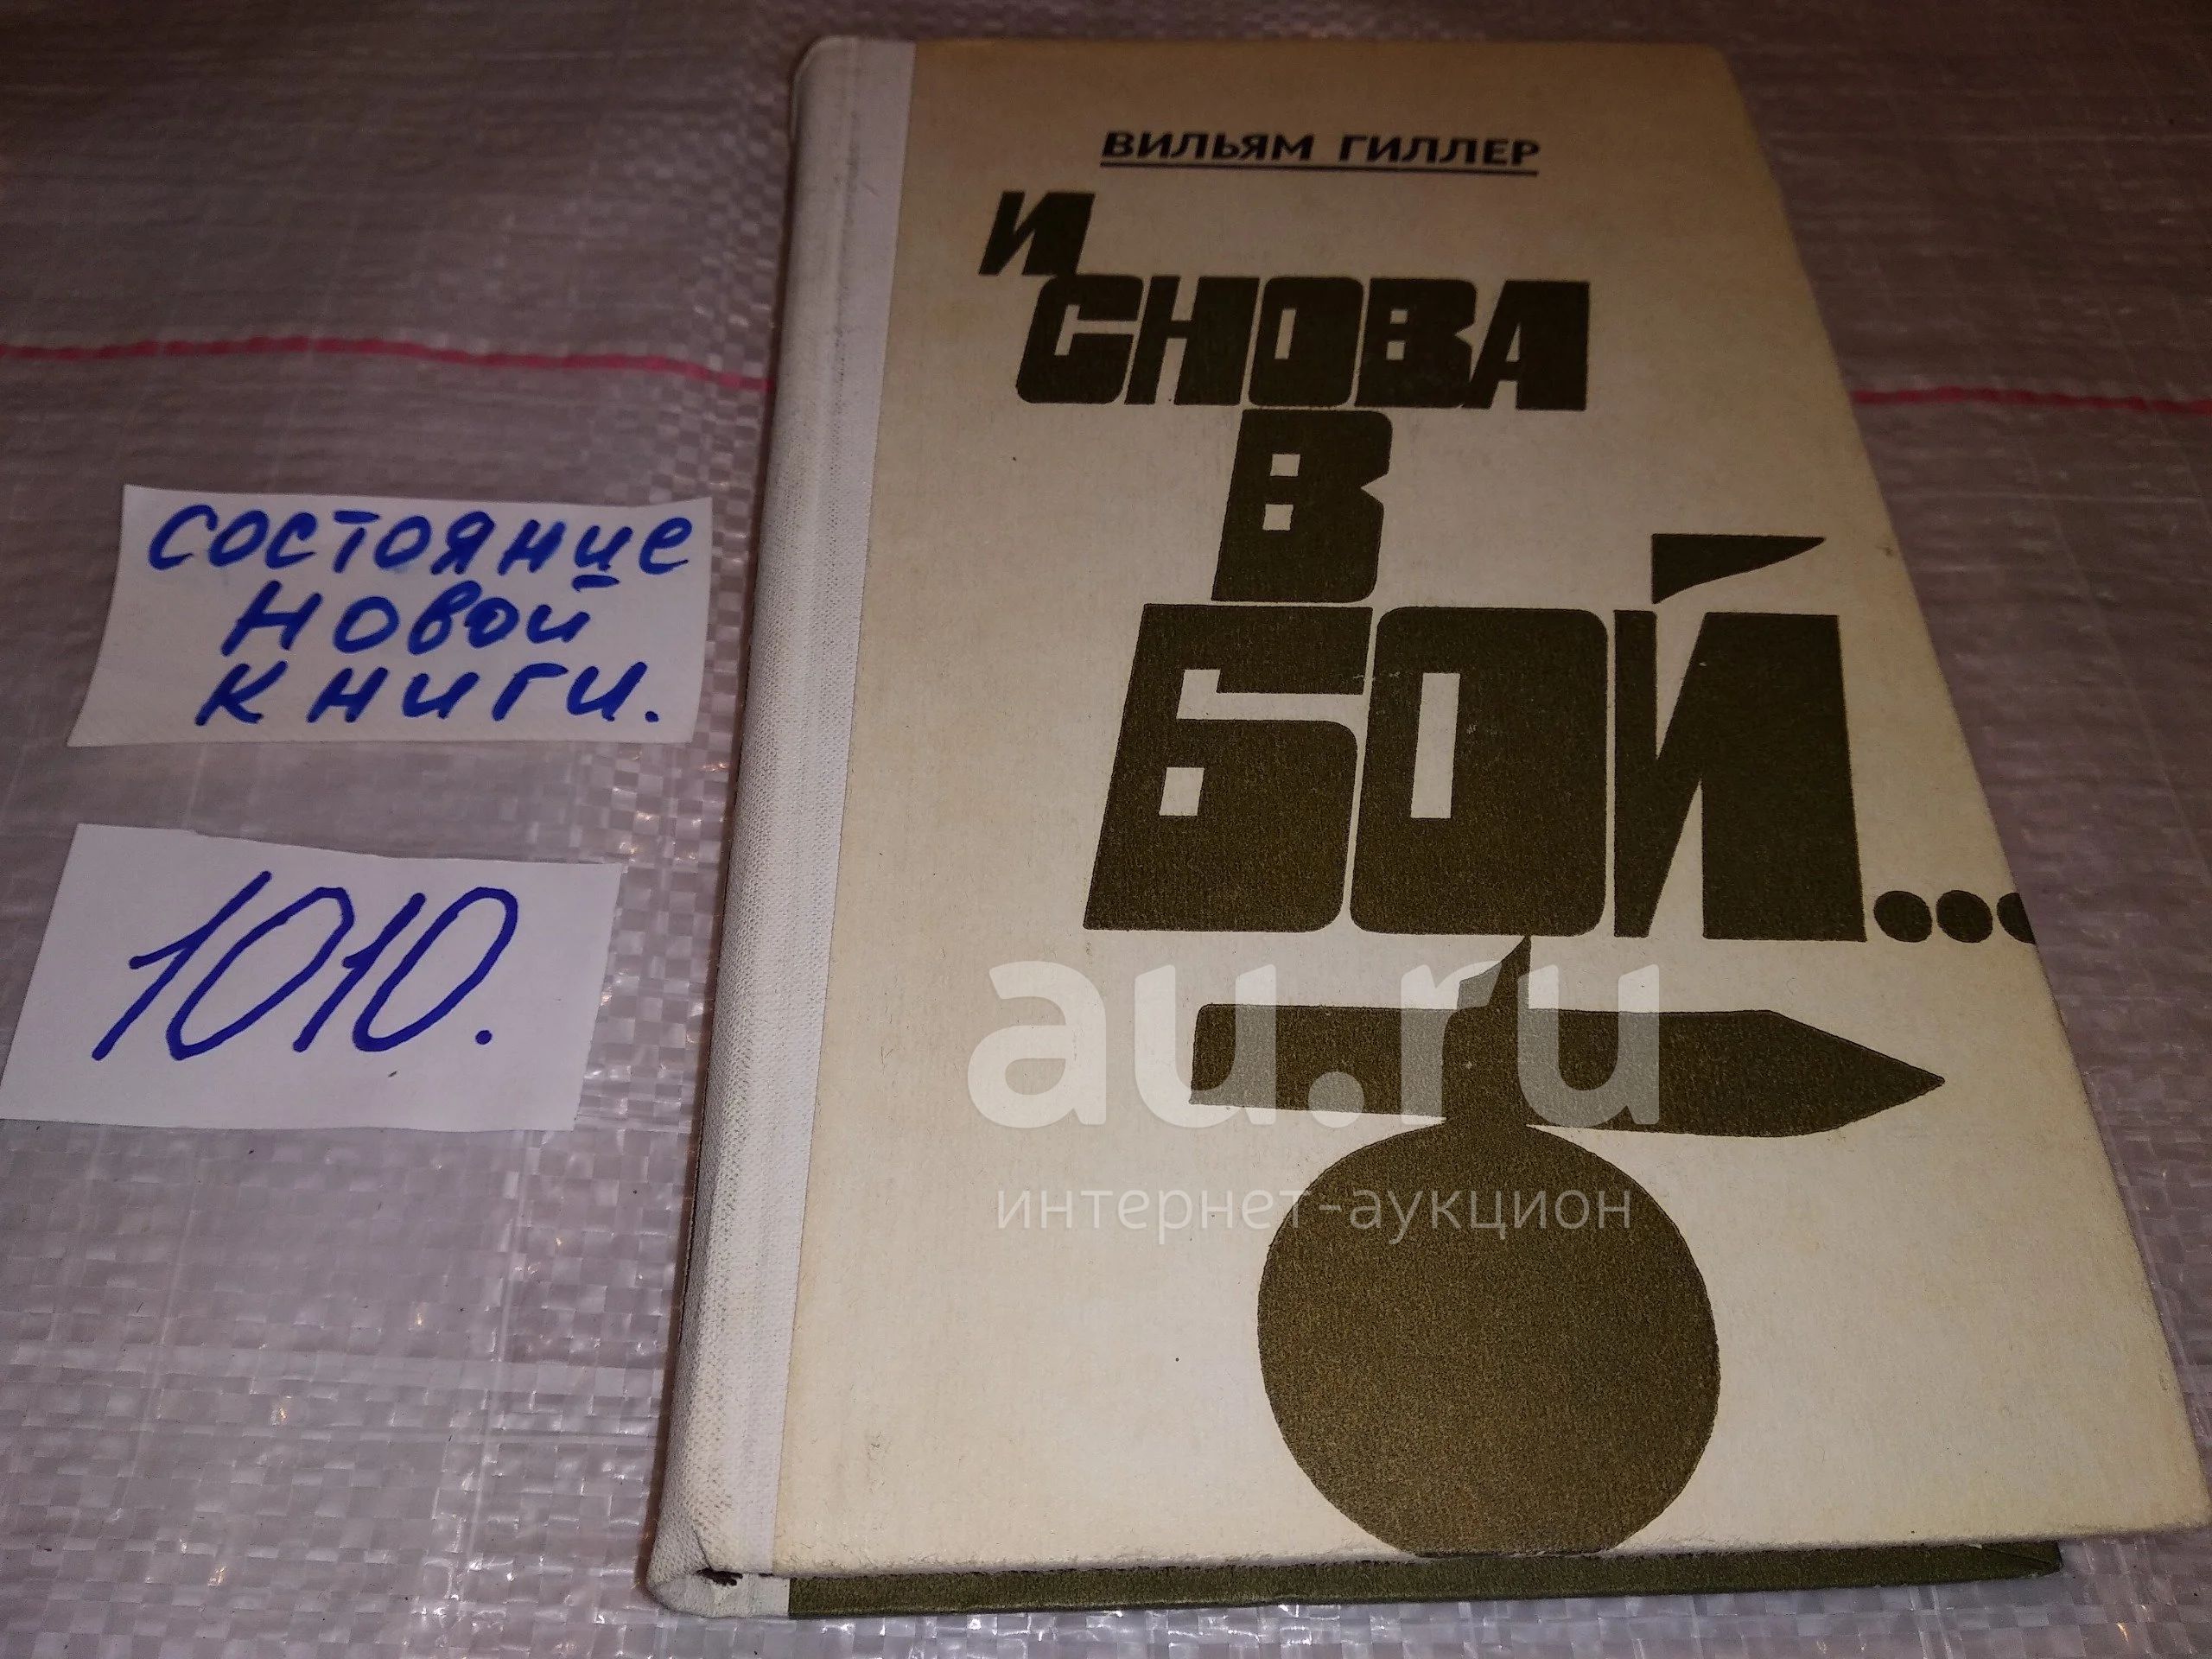 ВИЛЬЯМ ГИЛЛЕР
И
СНОВА
В
БОЙ...
состояние
новой
книги.
1010.
au.ru
интернет-аукцион